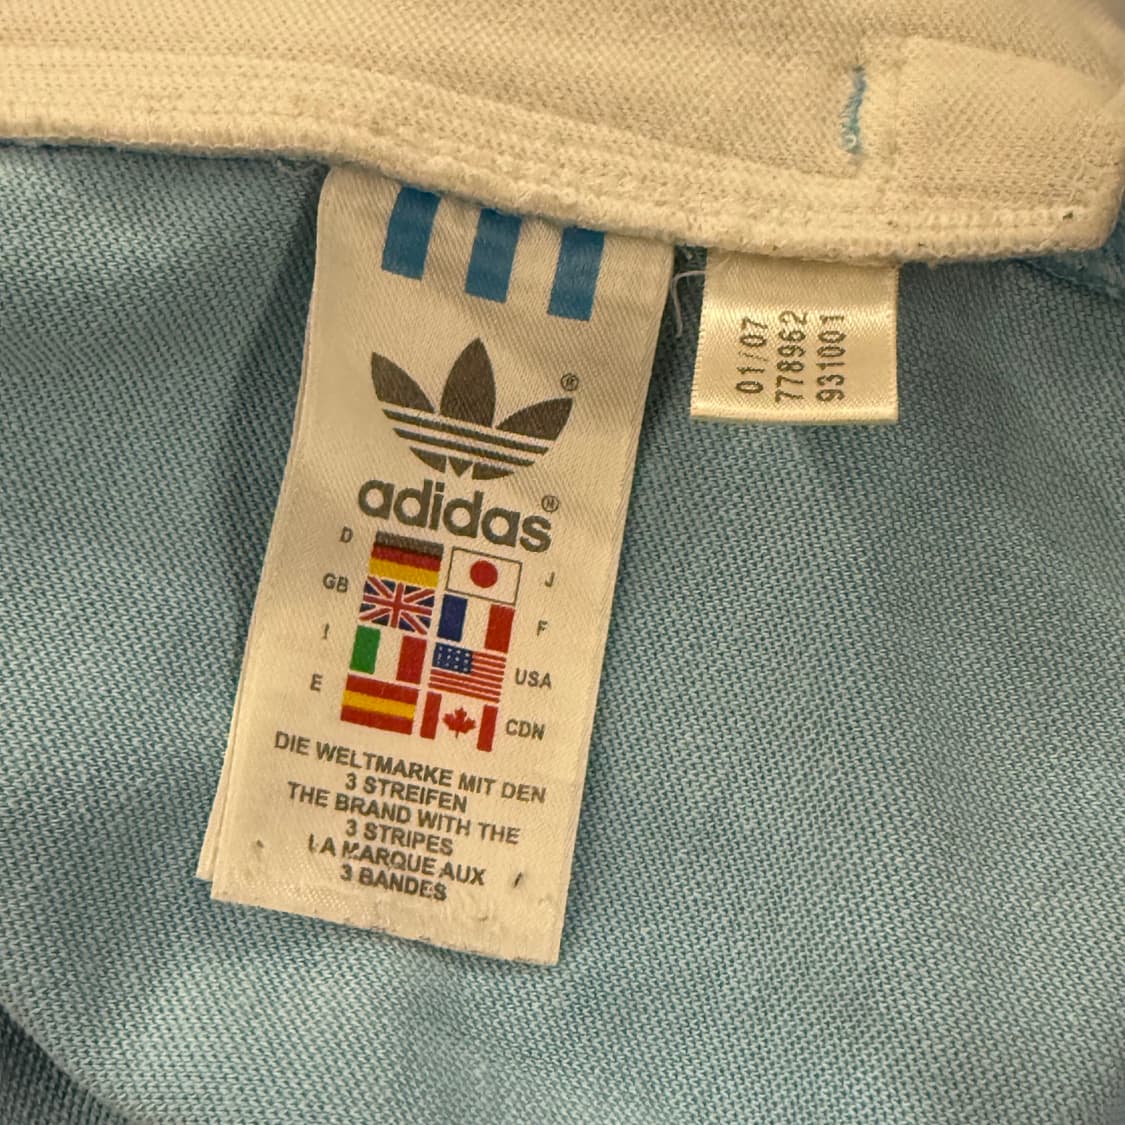 ®
adidas®
D
J
GB
F
I
USA
E
CDN
DIE WELTMARKE MIT DEN
3 STREIFEN
THE BRAND WITH THE
3 STRIPES
LA MARQUE AUX
3 BANDES
01/07
778962
931001